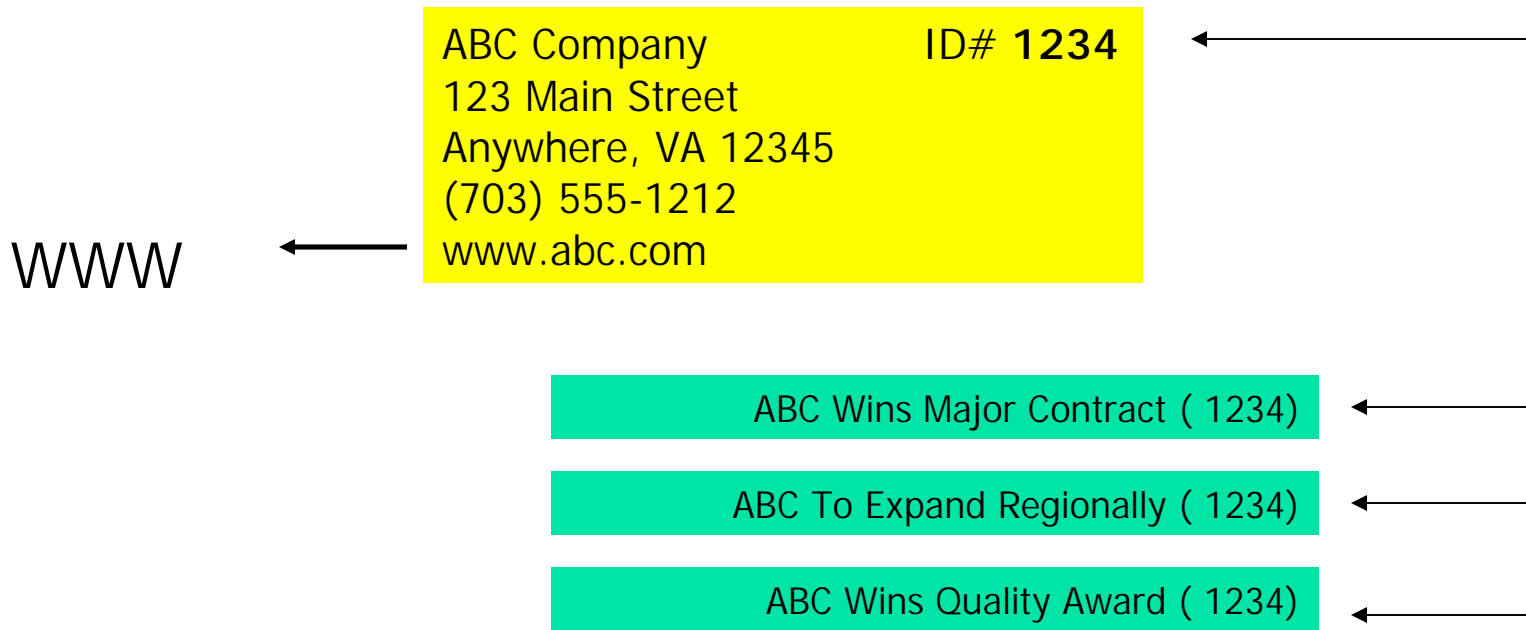 ABC Company ID# 1234
123 Main Street
Anywhere, VA 12345
(703) 555-1212
www.abc.com
WWW
ABC Wins Major Contract ( 1234)
ABC To Expand Regionally ( 1234)
ABC Wins Quality Award ( 1234)